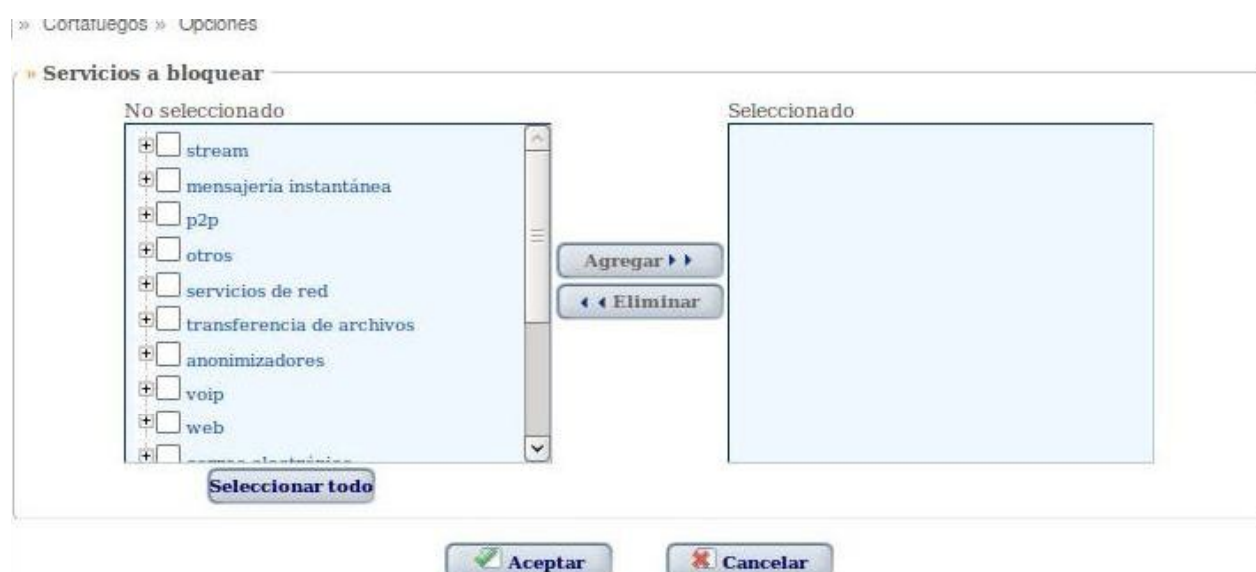 » Cortafuegos » Opciones
» Servicios a bloquear
No seleccionado
stream
mensajería instantánea
p2p
otros
servicios de red
transferencia de archivos
anonimizadores
voip
web
Seleccionar todo
Agregar
Eliminar
Seleccionado
Aceptar
Cancelar